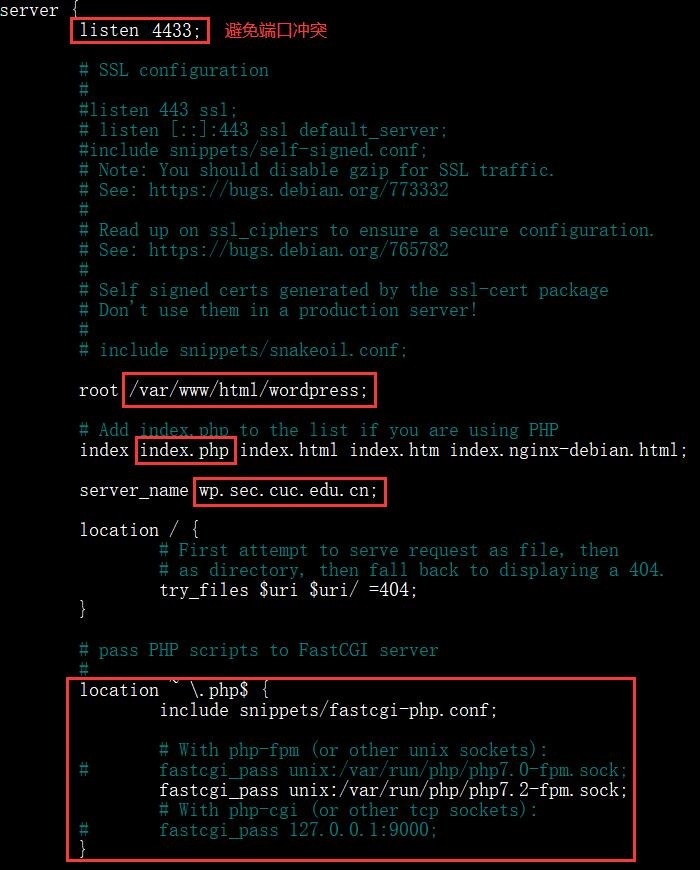 server {
listen 4433; 避免端口冲突
# SSL configuration
#
#listen 443 ssl;
# listen [::]:443 ssl default_server;
#include snippets/self-signed.conf;
# Note: You should disable gzip for SSL traffic.
# See: https://bugs.debian.org/773332
#
# Read up on ssl_ciphers to ensure a secure configuration.
# See: https://bugs.debian.org/765782
#
# Self signed certs generated by the ssl-cert package
# Don't use them in a production server!
#
# include snippets/snakeoil.conf;
root /var/www/html/wordpress;
# Add index.php to the list if you are using PHP
index index.php index.html index.htm index.nginx-debian.html;
server_name wp.sec.cuc.edu.cn;
location / {
# First attempt to serve request as file, then
# as directory, then fall back to displaying a 404.
try_files $uri $uri/ =404;
}
# pass PHP scripts to FastCGI server
#
location ~ \.php$ {
include snippets/fastcgi-php.conf;
# With php-fpm (or other unix sockets):
# fastcgi_pass unix:/var/run/php/php7.0-fpm.sock;
fastcgi_pass unix:/var/run/php/php7.2-fpm.sock;
# With php-cgi (or other tcp sockets):
# fastcgi_pass 127.0.0.1:9000;
}